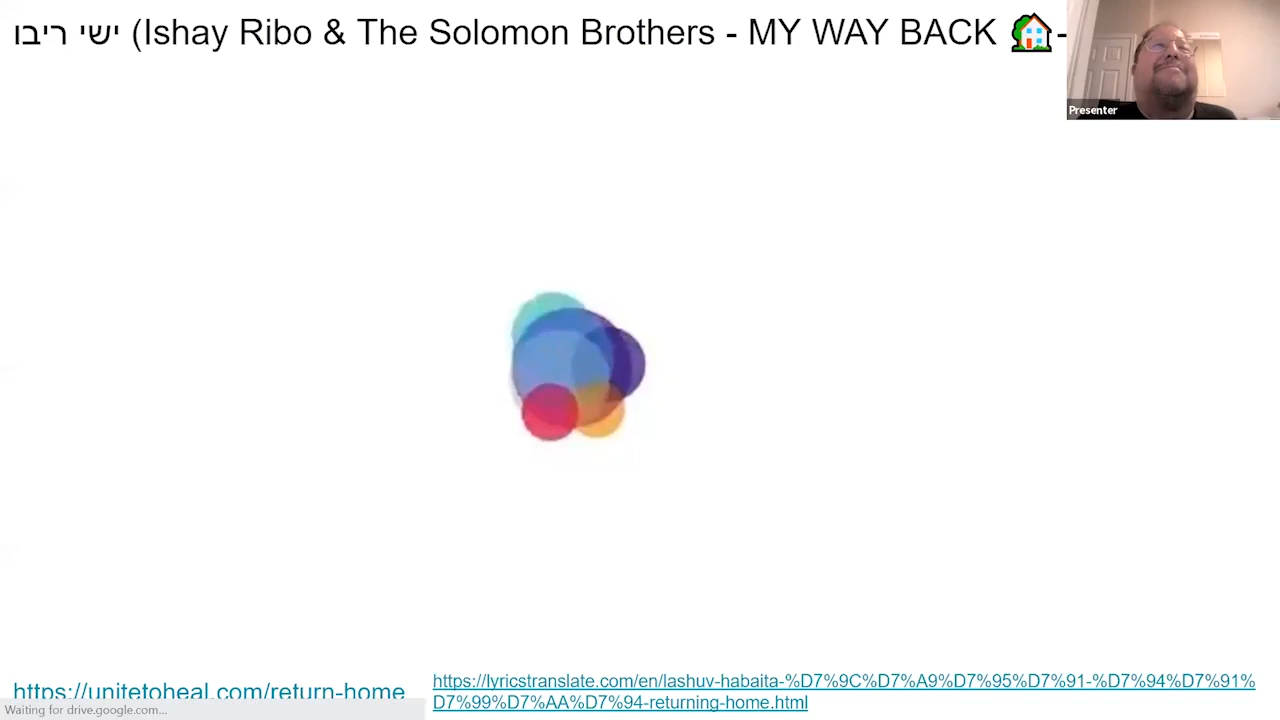 ישי ריבו (Ishay Ribo & The Solomon Brothers - MY WAY BACK 🏡-
Presenter
https://unitetoheal.com/return-home
https://lyricstranslate.com/en/lashuv-habaita-%D7%9C%D7%A9%D7%95%D7%91-%D7%94%D7%91%
D7%99%D7%AA%D7%94-returning-home.html
Waiting for drive.google.com...